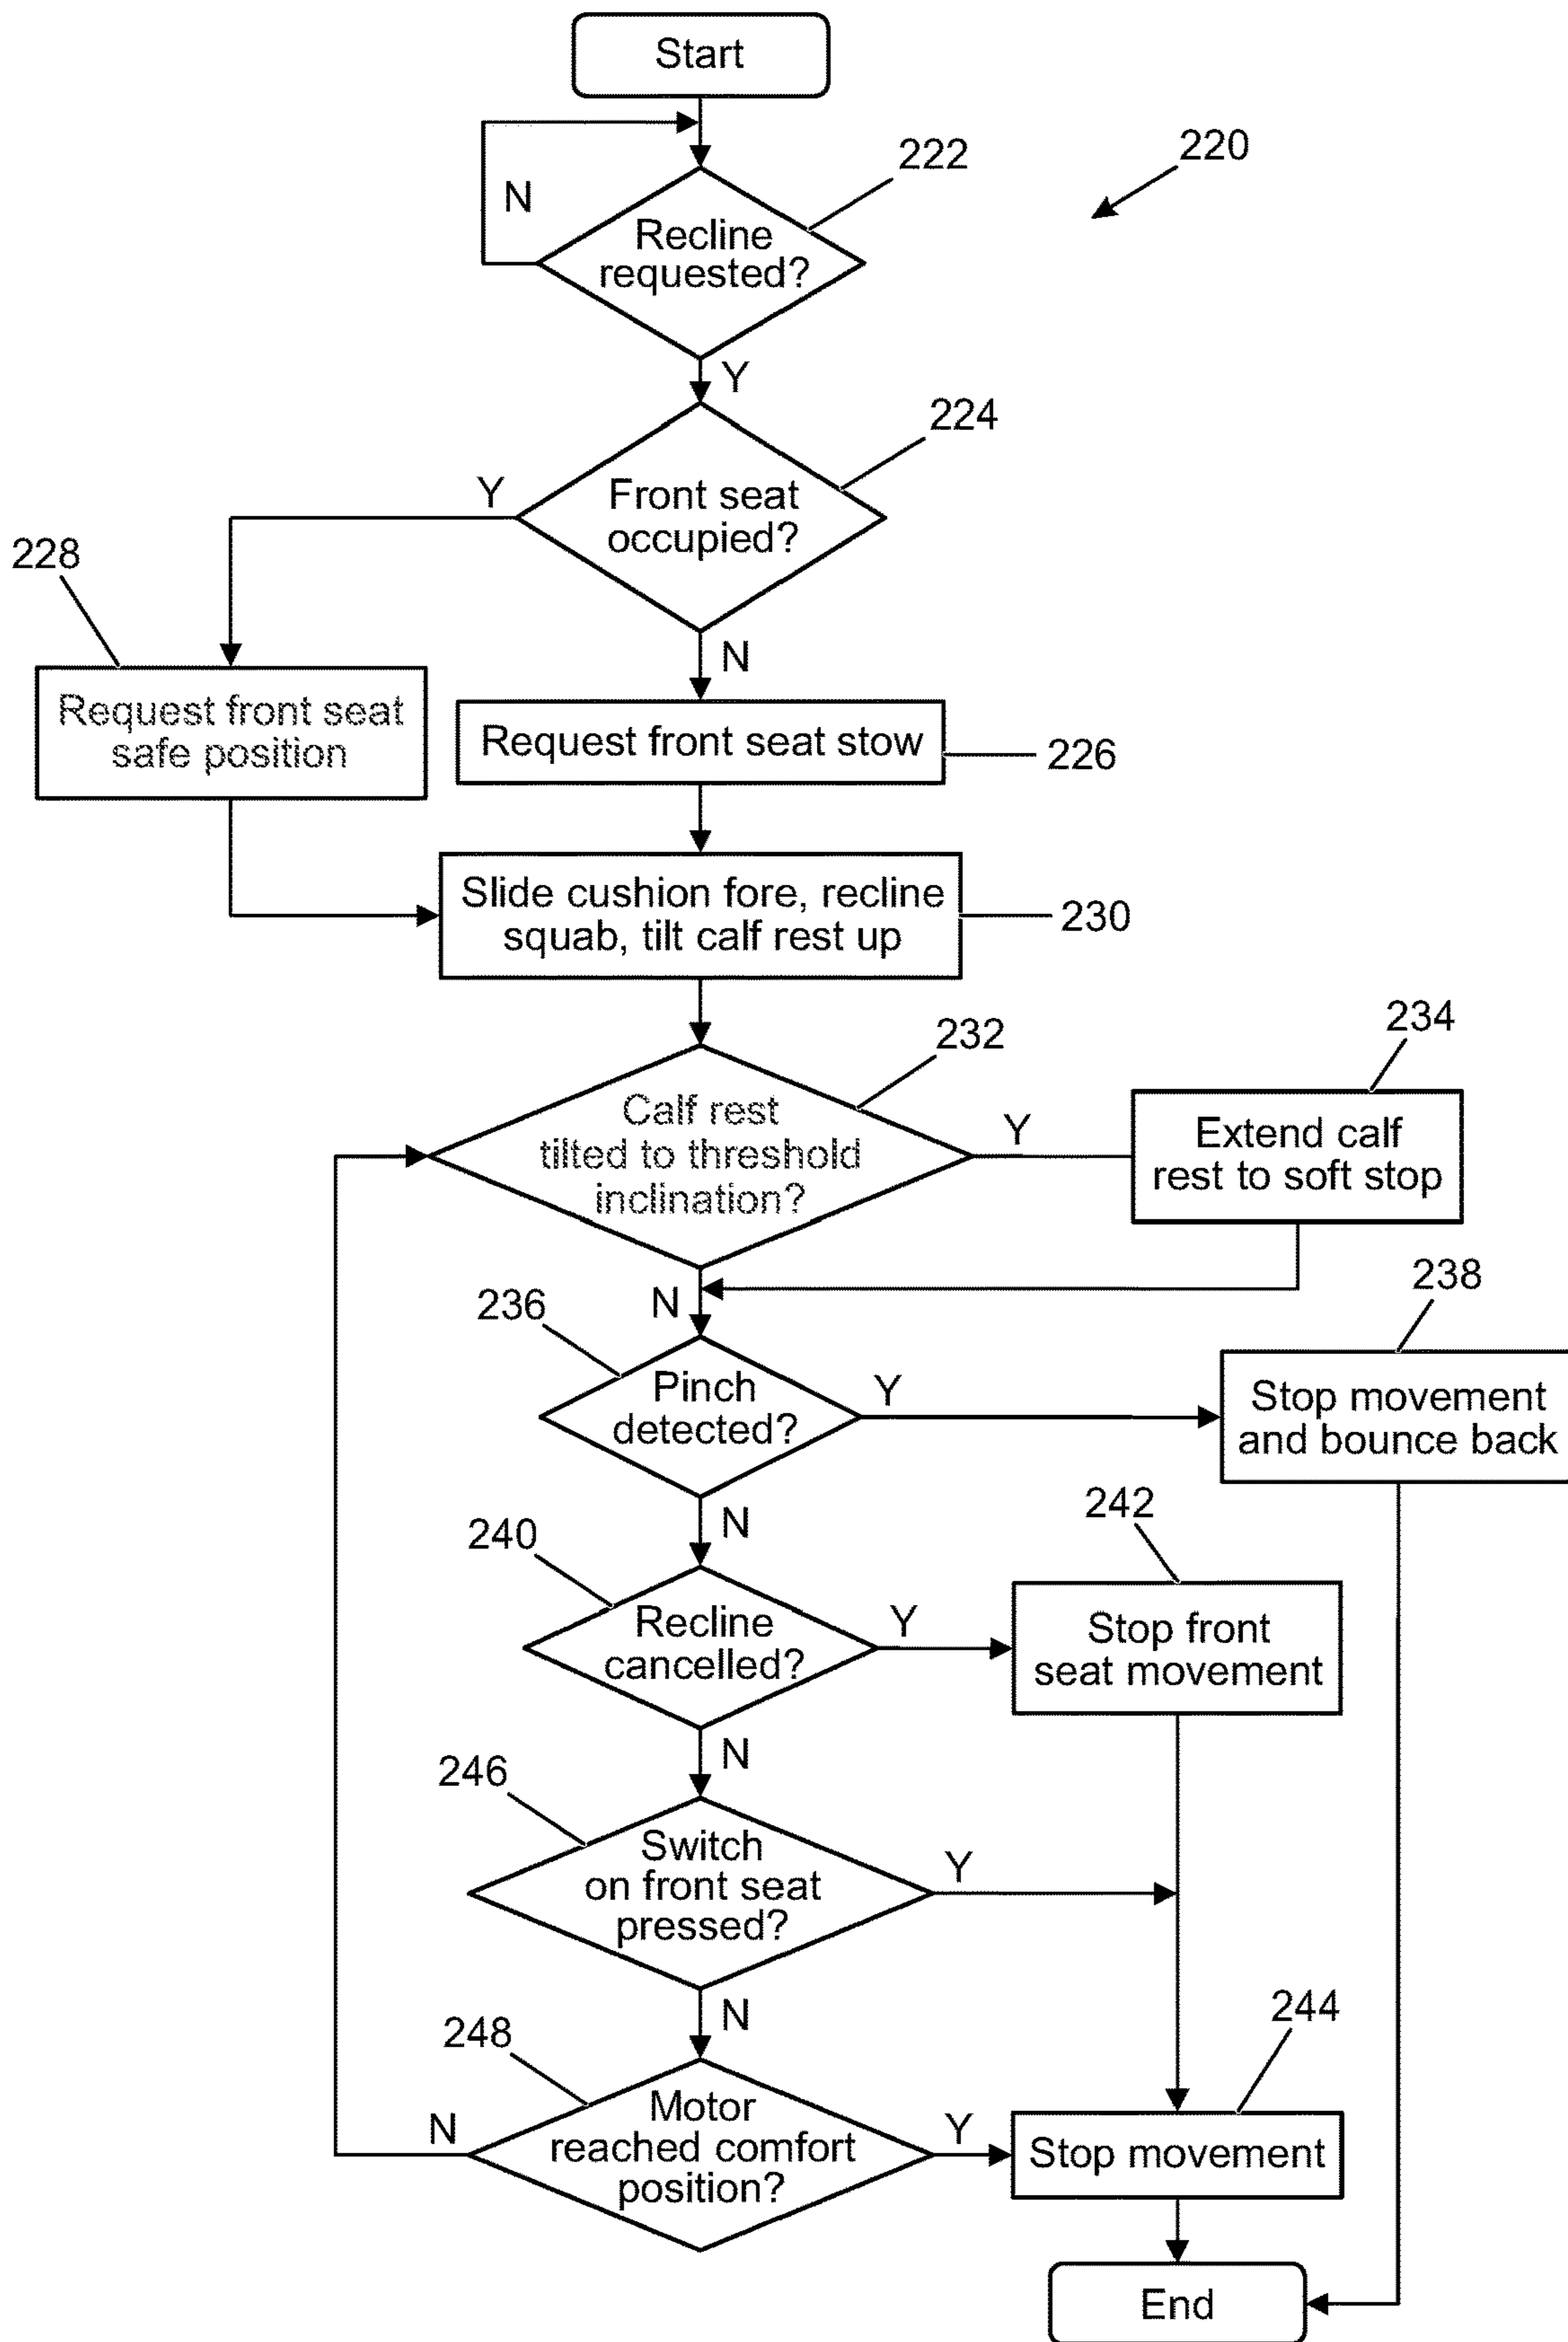 Start
220
222
N
Recline
requested?
Y
224
Y
Front seat
occupied?
228
N
Request front seat
safe position
Request front seat stow
226
Slide cushion fore, recline
squab, tilt calf rest up
230
232
234
Calf rest
tilted to threshold
inclination?
Y
Extend calf
rest to soft stop
N
236
238
Pinch
detected?
Y
Stop movement
and bounce back
N
240
242
Recline
cancelled?
Y
Stop front
seat movement
N
246
Switch
on front seat
pressed?
Y
N
248
244
Motor
reached comfort
position?
N
Y
Stop movement
End